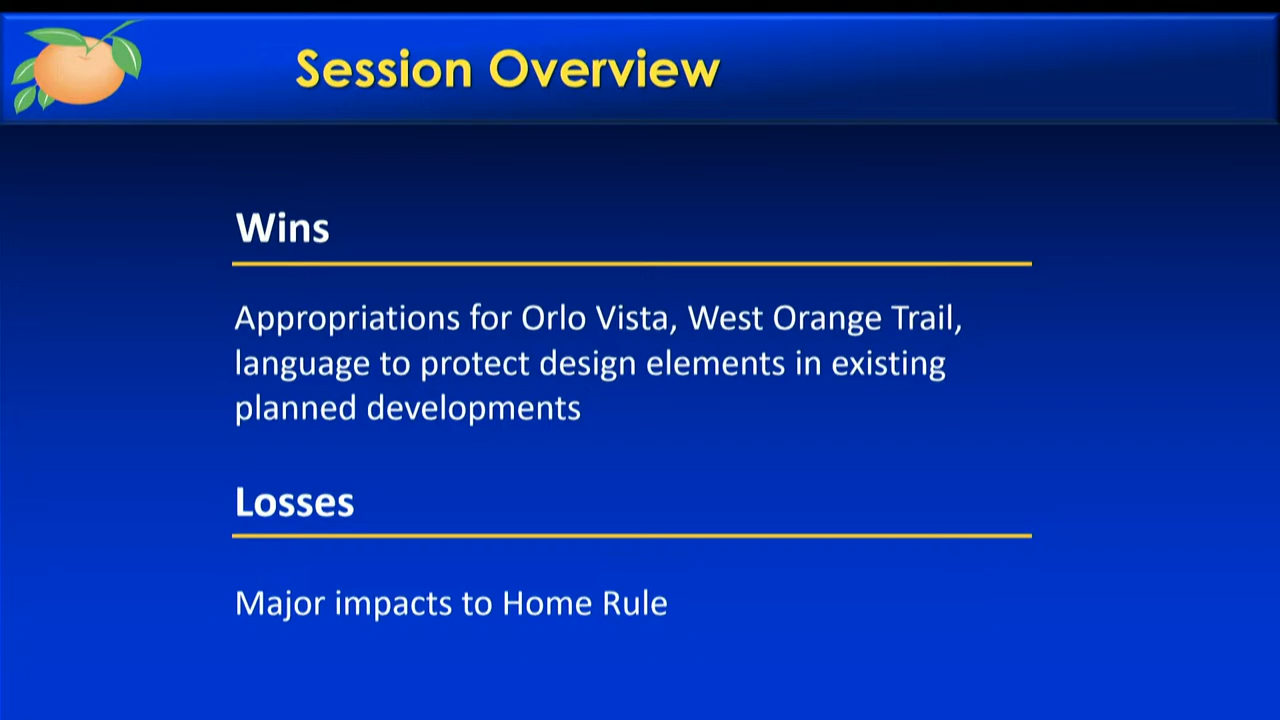 Session Overview
Wins
Appropriations for Orlo Vista, West Orange Trail,
language to protect design elements in existing
planned developments
Losses
Major impacts to Home Rule